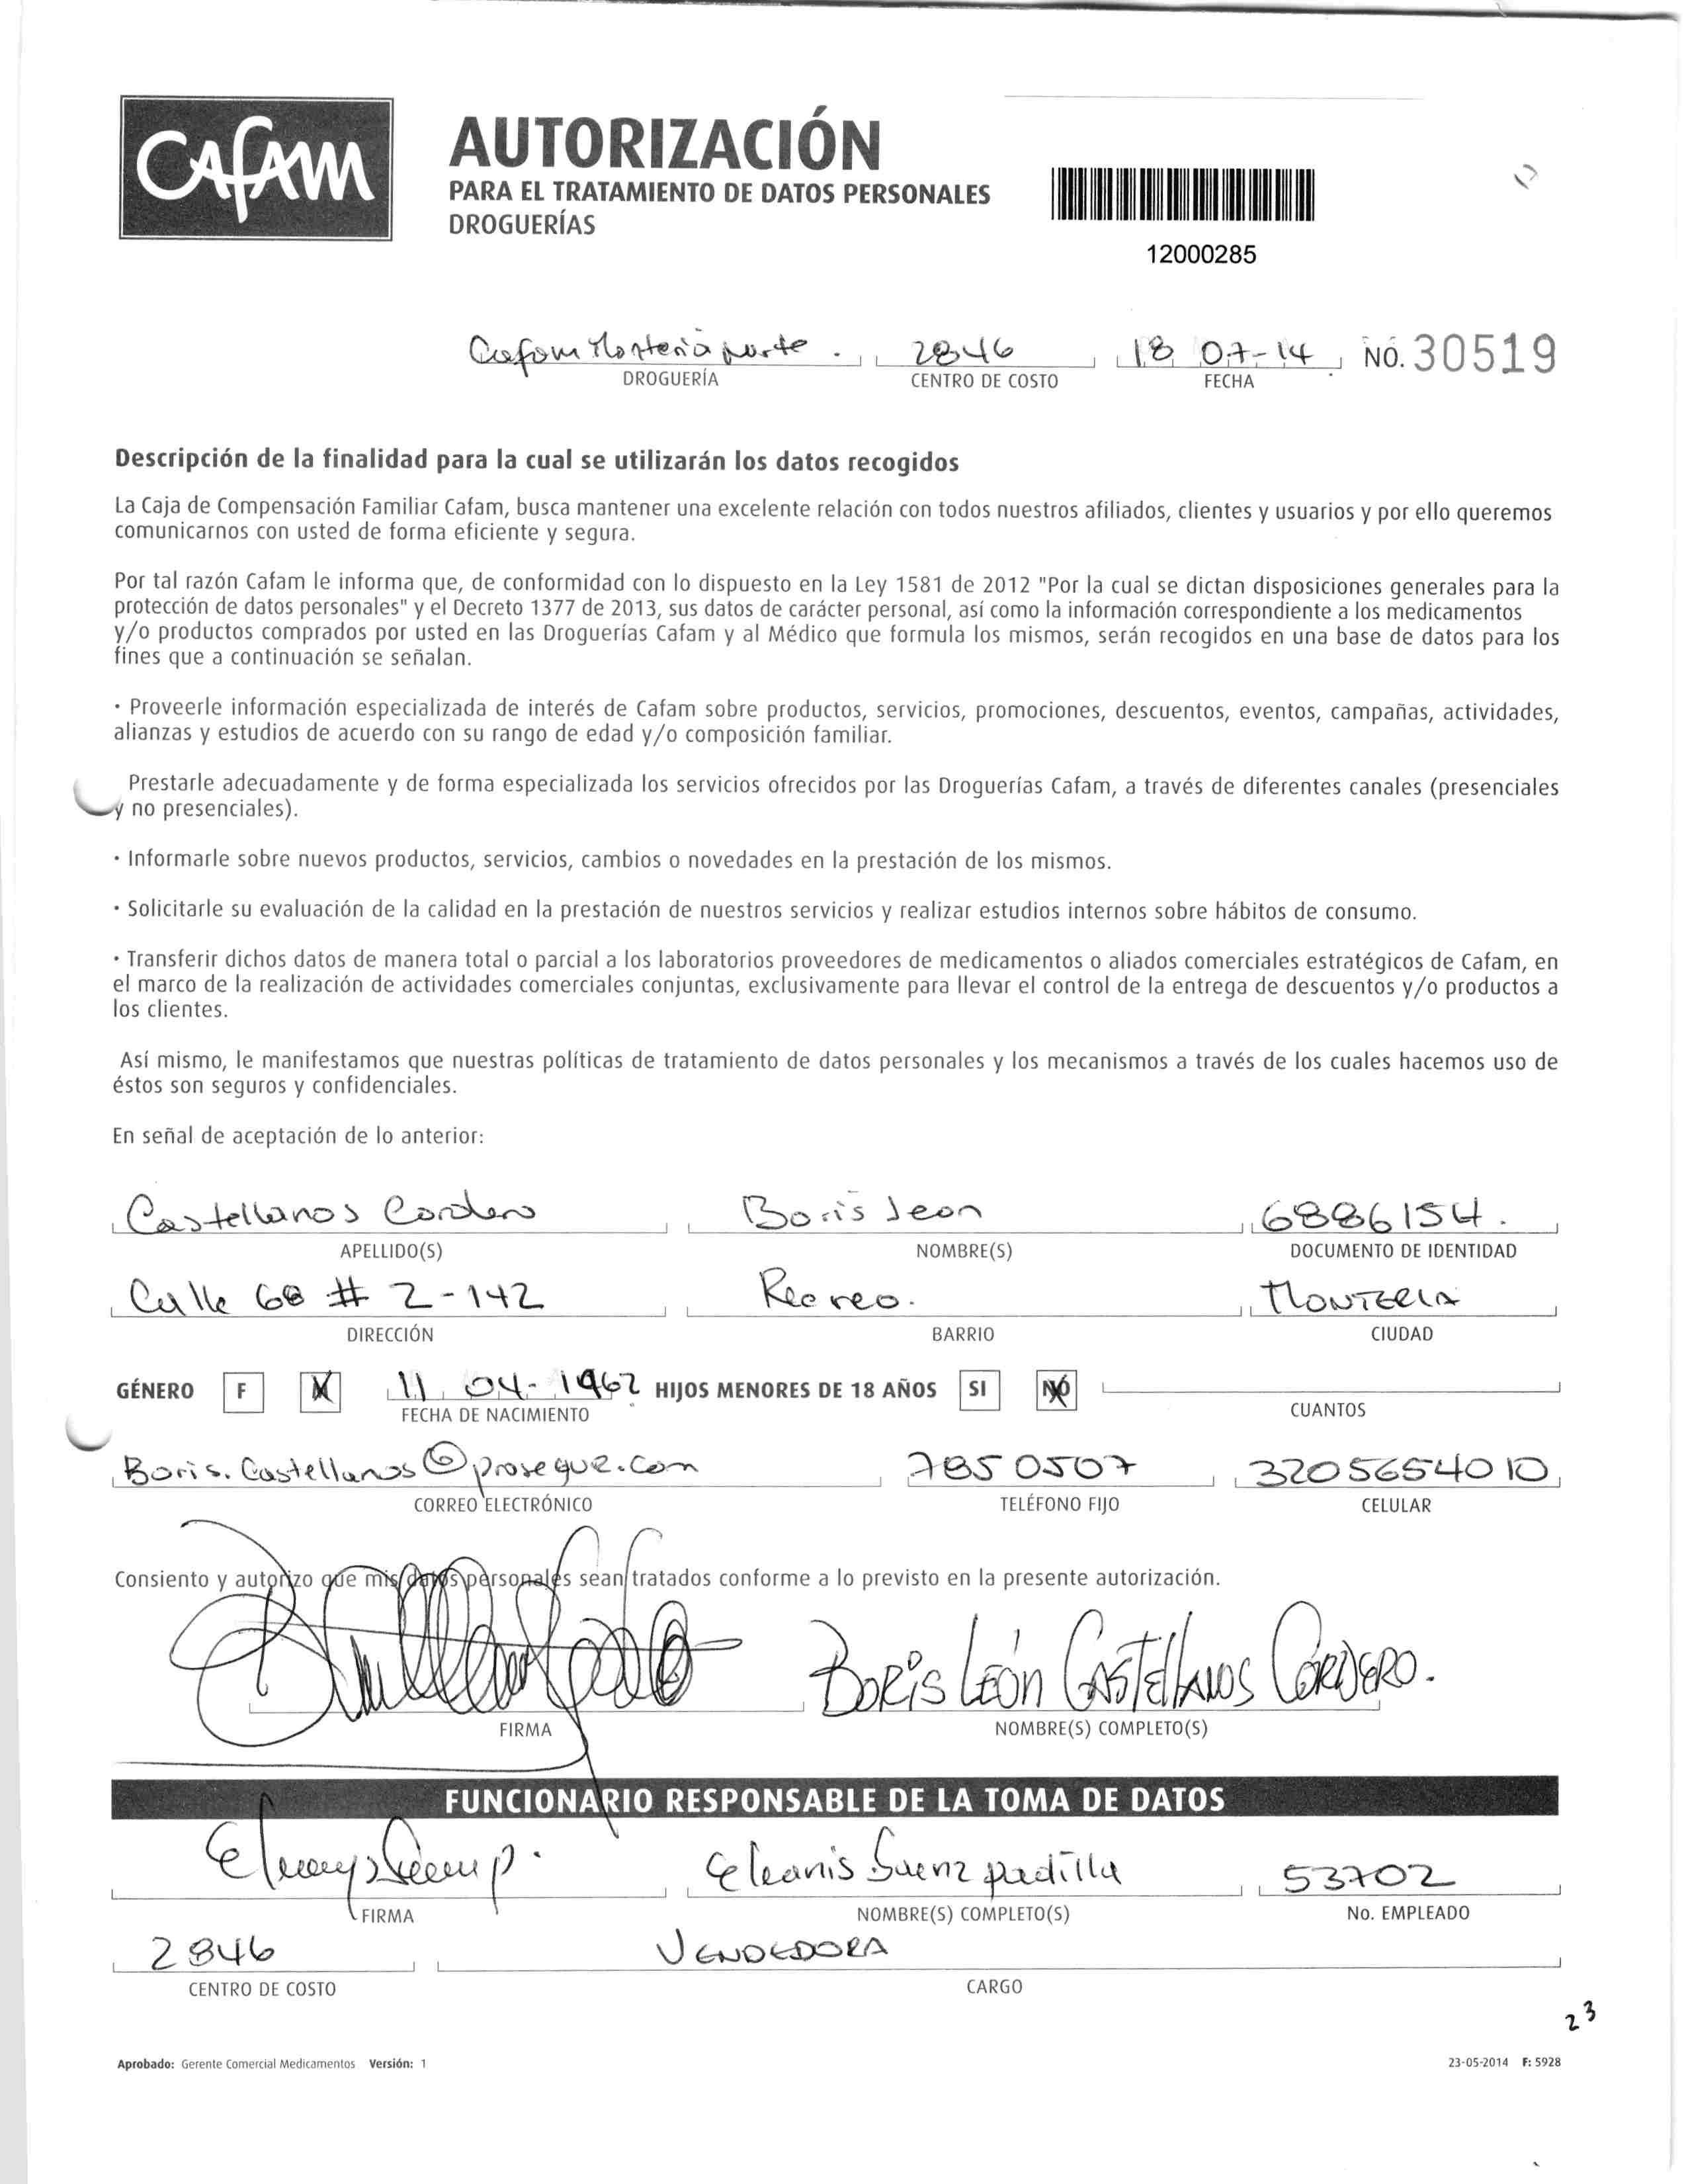 CAFAM
AUTORIZACIÓN
PARA EL TRATAMIENTO DE DATOS PERSONALES
DROGUERÍAS
12000285
Cafam Monteria norte . 2846 18 07-14 NO. 30519
DROGUERÍA CENTRO DE COSTO FECHA
Descripción de la finalidad para la cual se utilizarán los datos recogidos
La Caja de Compensación Familiar Cafam, busca mantener una excelente relación con todos nuestros afiliados, clientes y usuarios y por ello queremos
comunicarnos con usted de forma eficiente y segura.
Por tal razón Cafam le informa que, de conformidad con lo dispuesto en la Ley 1581 de 2012 "Por la cual se dictan disposiciones generales para la
protección de datos personales" y el Decreto 1377 de 2013, sus datos de carácter personal, así como la información correspondiente a los medicamentos
y/o productos comprados por usted en las Droguerías Cafam y al Médico que formula los mismos, serán recogidos en una base de datos para los
fines que a continuación se señalan.
· Proveerle información especializada de interés de Cafam sobre productos, servicios, promociones, descuentos, eventos, campañas, actividades,
alianzas y estudios de acuerdo con su rango de edad y/o composición familiar.
Prestarle adecuadamente y de forma especializada los servicios ofrecidos por las Droguerías Cafam, a través de diferentes canales (presenciales
y no presenciales).
· Informarle sobre nuevos productos, servicios, cambios o novedades en la prestación de los mismos.
· Solicitarle su evaluación de la calidad en la prestación de nuestros servicios y realizar estudios internos sobre hábitos de consumo.
· Transferir dichos datos de manera total o parcial a los laboratorios proveedores de medicamentos o aliados comerciales estratégicos de Cafam, en
el marco de la realización de actividades comerciales conjuntas, exclusivamente para llevar el control de la entrega de descuentos y/o productos a
los clientes.
Así mismo, le manifestamos que nuestras políticas de tratamiento de datos personales y los mecanismos a través de los cuales hacemos uso de
éstos son seguros y confidenciales.
En señal de aceptación de lo anterior:
Castellanos Cordero Boris leon 6886154.
APELLIDO(S) NOMBRE(S) DOCUMENTO DE IDENTIDAD
Calle 68 # 2-142 Recreo. MONTERIA
DIRECCIÓN BARRIO CIUDAD
GÉNERO F M 11 04-1962 HIJOS MENORES DE 18 AÑOS SI NO
FECHA DE NACIMIENTO CUANTOS
Boris.Castellanos@prosegur.com 7850507 3205654010
CORREO ELECTRÓNICO TELÉFONO FIJO CELULAR
Consiento y autorizo que mis datos personales sean tratados conforme a lo previsto en la presente autorización.
BORIS LEÓN CASTELLANOS CORDERO.
FIRMA NOMBRE(S) COMPLETO(S)
FUNCIONARIO RESPONSABLE DE LA TOMA DE DATOS
Eleanis Saenz padilla 53702
FIRMA NOMBRE(S) COMPLETO(S) No. EMPLEADO
2846 VENDEDORA
CENTRO DE COSTO CARGO
23
Aprobado: Gerente Comercial Medicamentos Versión: 1 23-05-2014 F: 5928